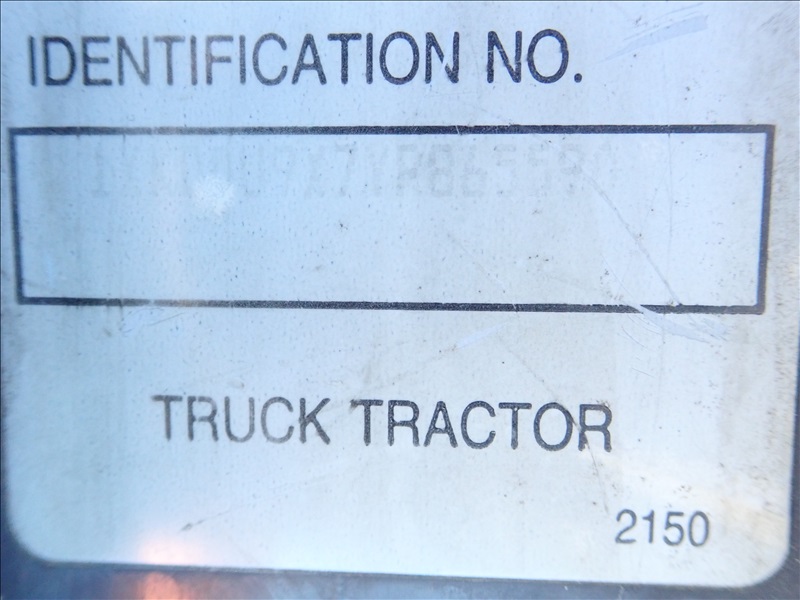 IDENTIFICATION NO.
TRUCK TRACTOR
2150